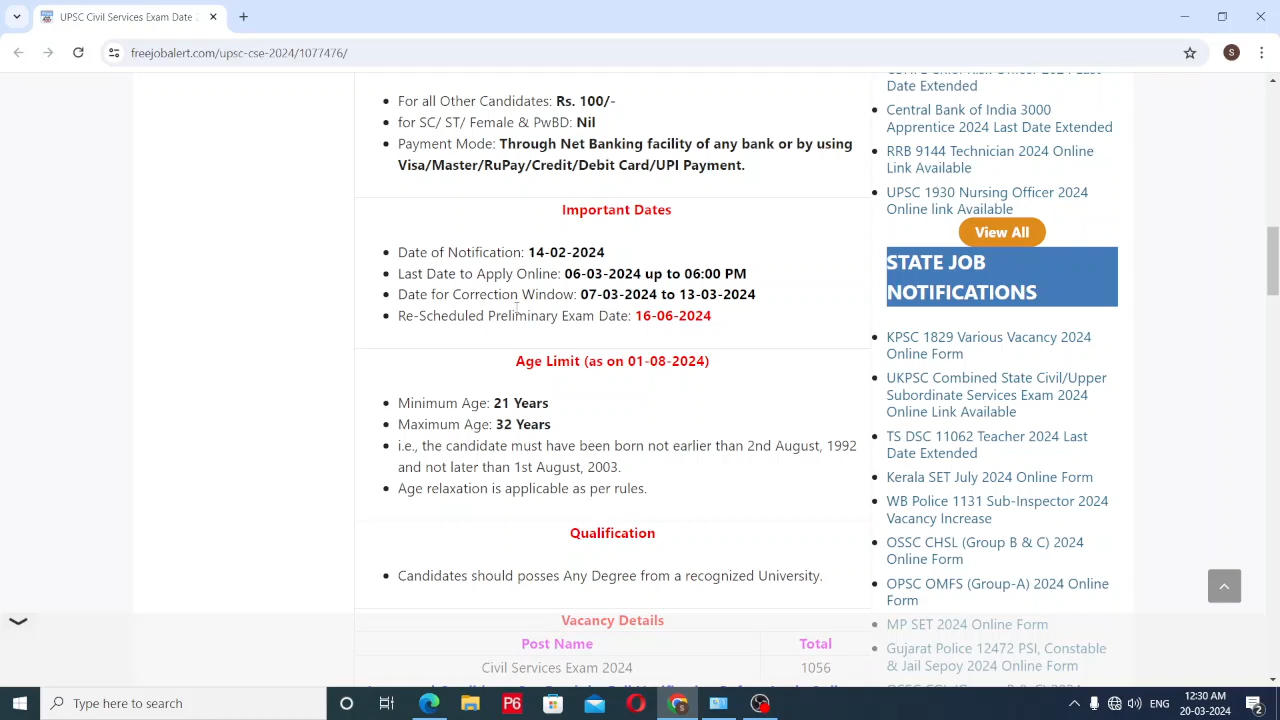 UPSC Civil Services Exam Date
freejobalert.com/upsc-cse-2024/1077476/
S
For all Other Candidates: Rs. 100/-
for SC/ ST/ Female & PwBD: Nil
Payment Mode: Through Net Banking facility of any bank or by using
Visa/Master/RuPay/Credit/Debit Card/UPI Payment.
Important Dates
Date of Notification: 14-02-2024
Last Date to Apply Online: 06-03-2024 up to 06:00 PM
Date for Correction Window: 07-03-2024 to 13-03-2024
Re-Scheduled Preliminary Exam Date: 16-06-2024
Age Limit (as on 01-08-2024)
Minimum Age: 21 Years
Maximum Age: 32 Years
i.e., the candidate must have been born not earlier than 2nd August, 1992
and not later than 1st August, 2003.
Age relaxation is applicable as per rules.
Qualification
Candidates should posses Any Degree from a recognized University.
Vacancy Details
Post Name Total
Civil Services Exam 2024 1056
Date Extended
Central Bank of India 3000
Apprentice 2024 Last Date Extended
RRB 9144 Technician 2024 Online
Link Available
UPSC 1930 Nursing Officer 2024
Online link Available
View All
STATE JOB
NOTIFICATIONS
KPSC 1829 Various Vacancy 2024
Online Form
UKPSC Combined State Civil/Upper
Subordinate Services Exam 2024
Online Link Available
TS DSC 11062 Teacher 2024 Last
Date Extended
Kerala SET July 2024 Online Form
WB Police 1131 Sub-Inspector 2024
Vacancy Increase
OSSC CHSL (Group B & C) 2024
Online Form
OPSC OMFS (Group-A) 2024 Online
Form
MP SET 2024 Online Form
Gujarat Police 12472 PSI, Constable
& Jail Sepoy 2024 Online Form
Type here to search
P6
ENG
12:30 AM
20-03-2024
2